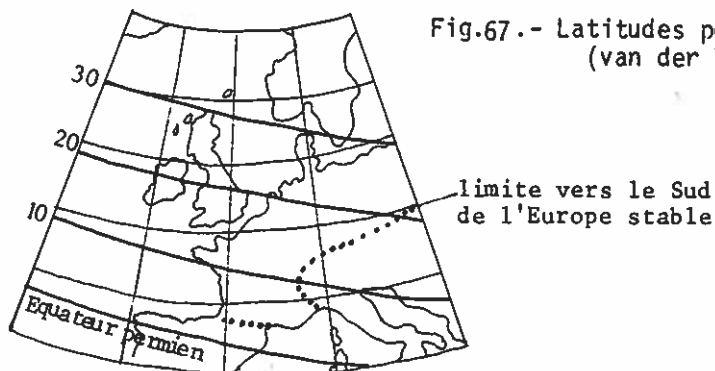 Fig.67.- Latitudes p
(van der
30
20
10
limite vers le Sud
de l'Europe stable
Equateur permien